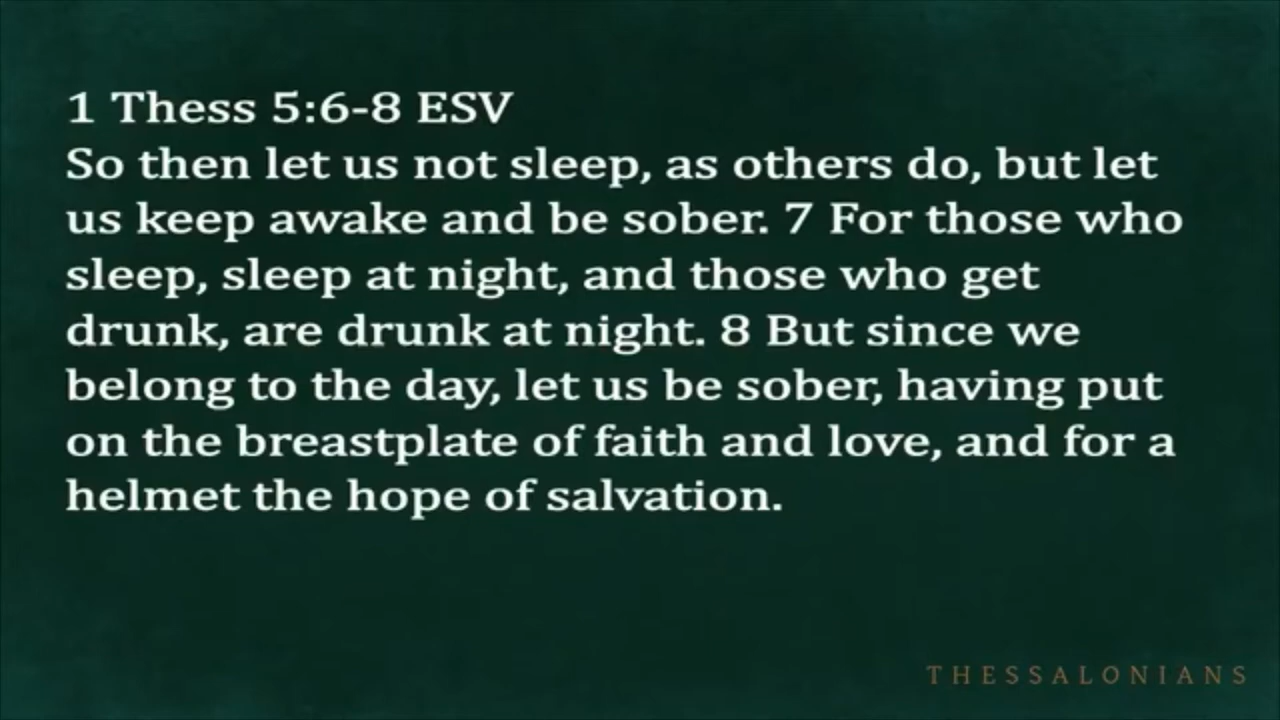 1 Thess 5:6-8 ESV
So then let us not sleep, as others do, but let
us keep awake and be sober. 7 For those who
sleep, sleep at night, and those who get
drunk, are drunk at night. 8 But since we
belong to the day, let us be sober, having put
on the breastplate of faith and love, and for a
helmet the hope of salvation.
THESSALONIANS